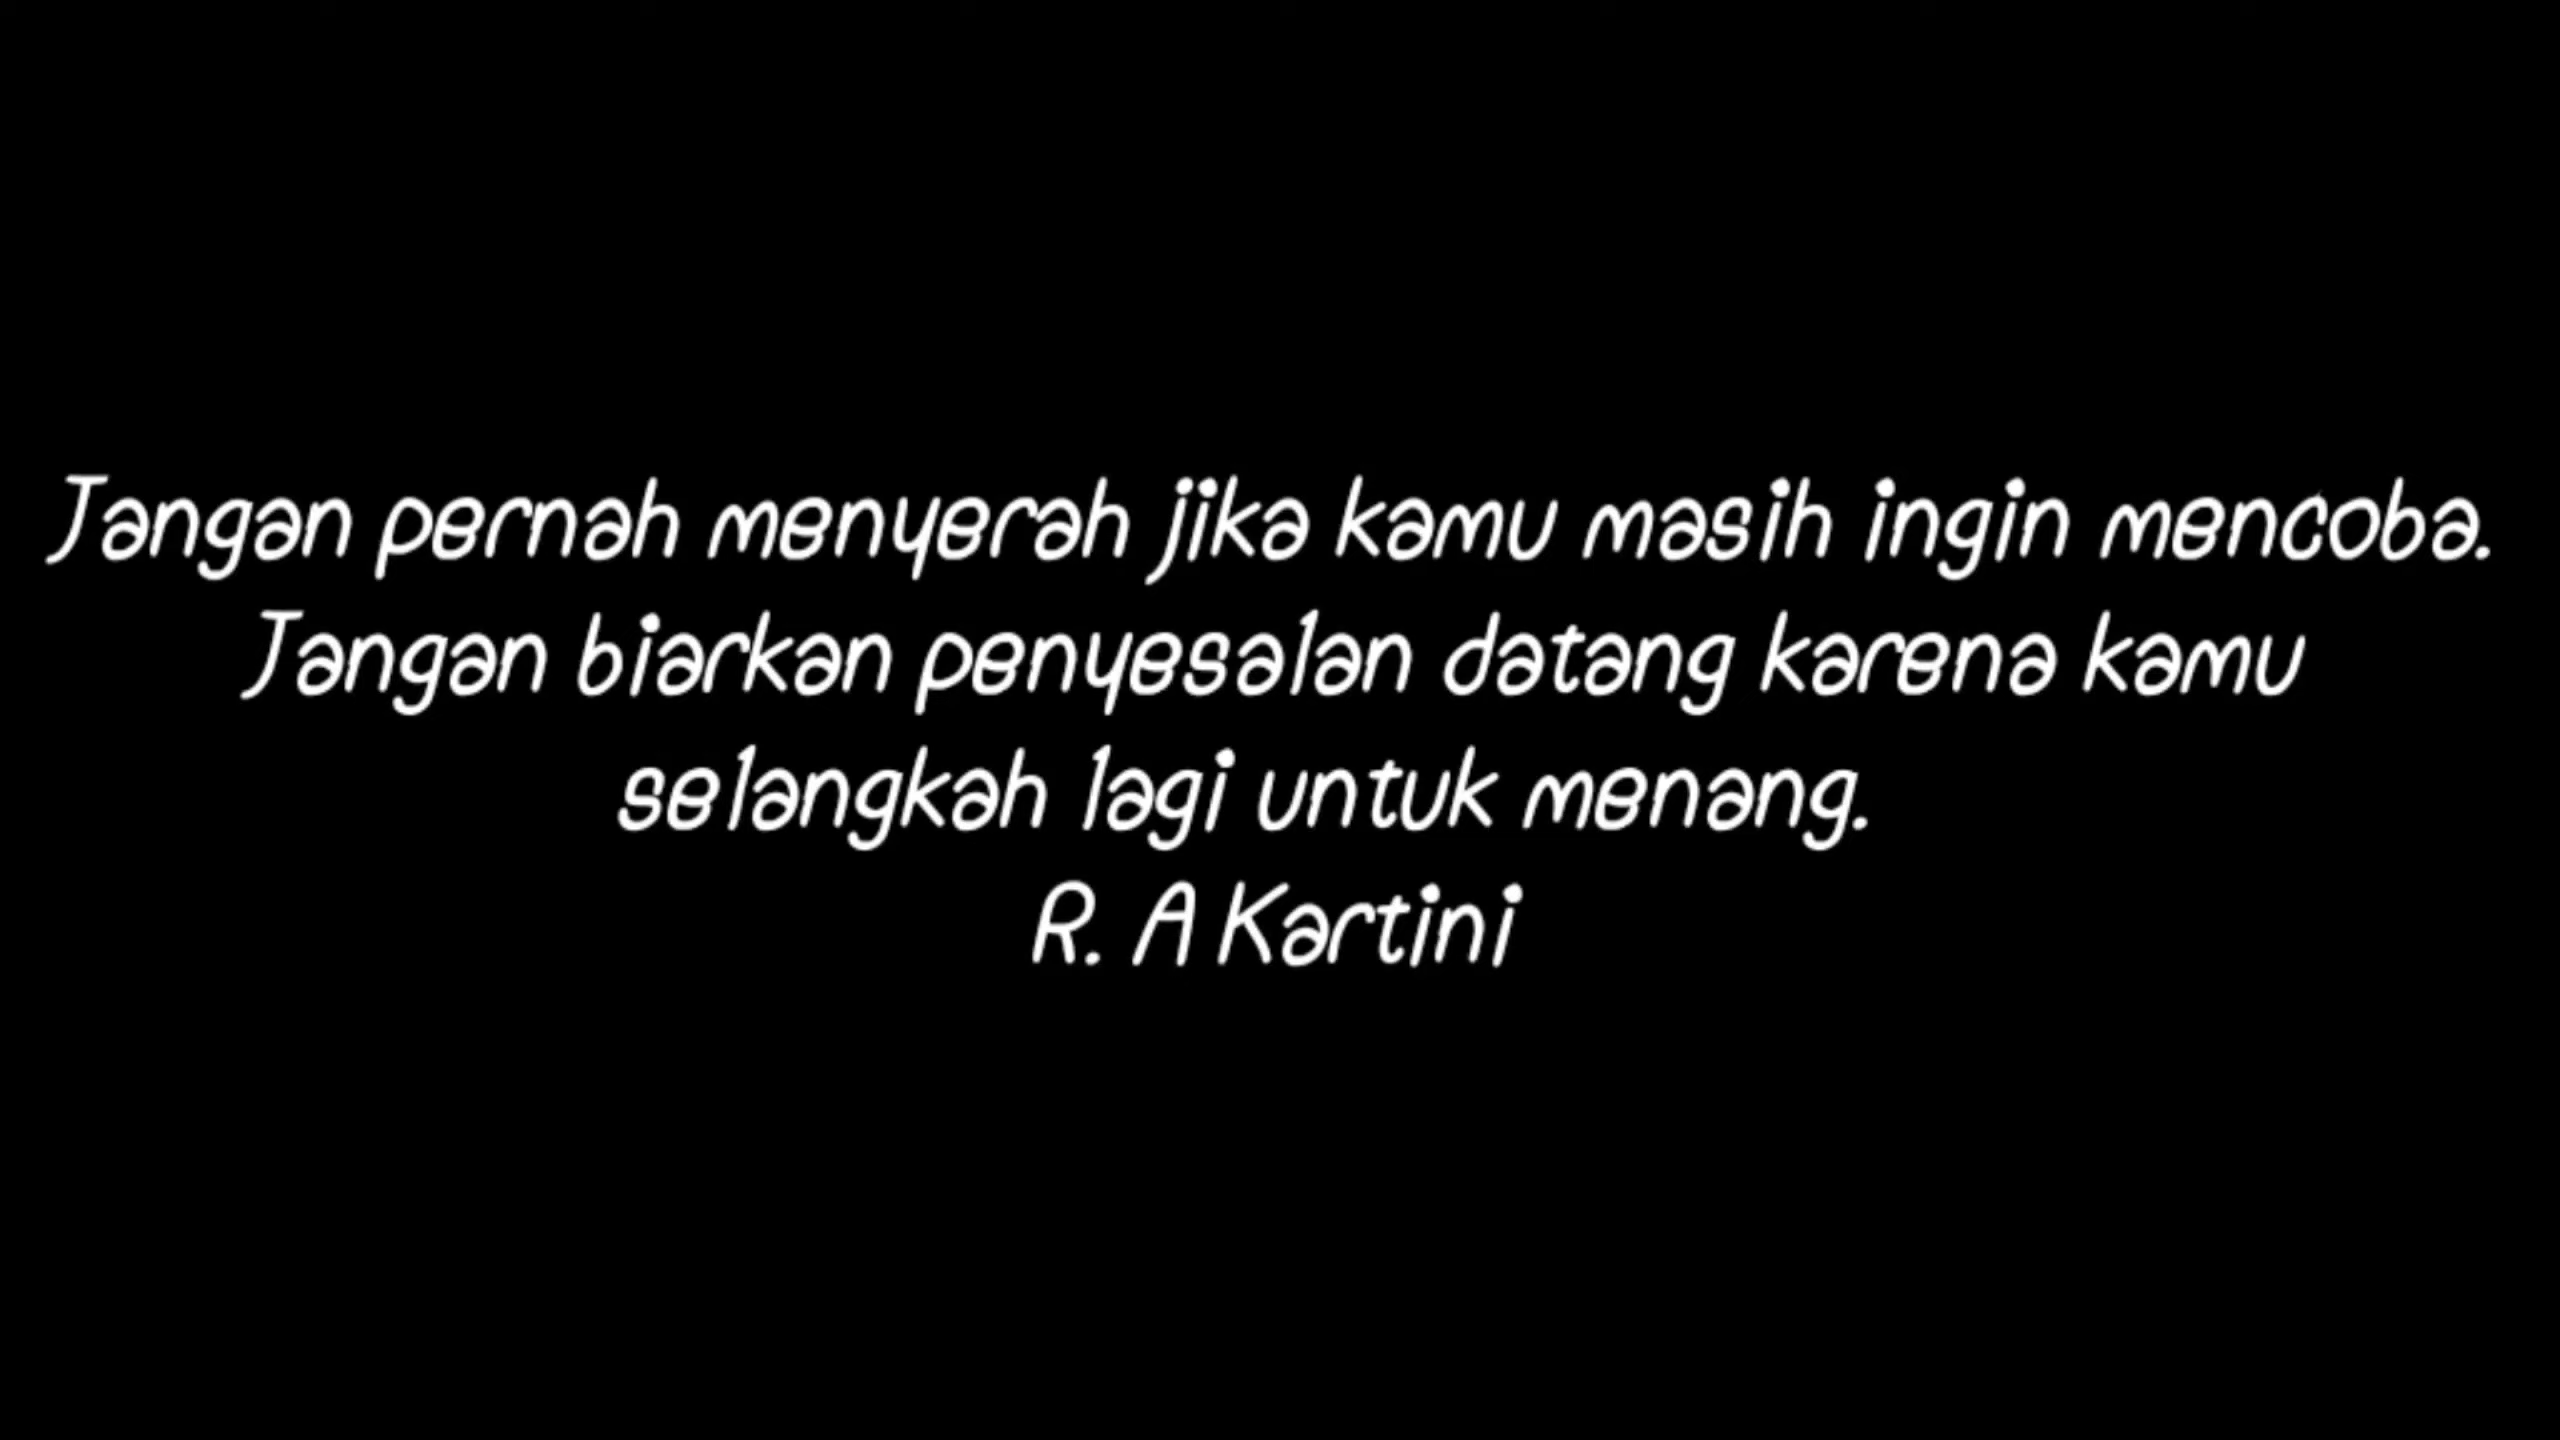 Jangan pernah menyerah jika kamu masih ingin mencoba.
Jangan biarkan penyesalan datang karena kamu
selangkah lagi untuk menang.
R. A Kartini